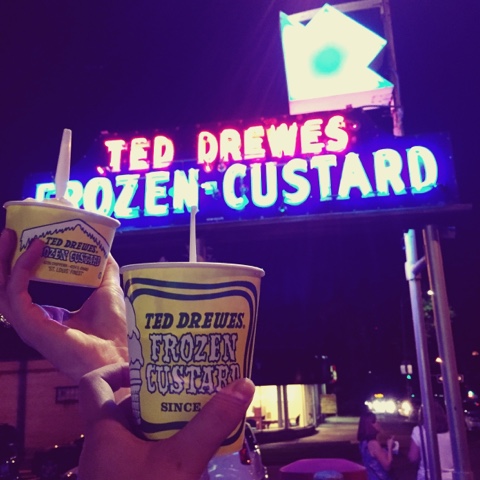 TED DREWES
FROZEN CUSTARD
TED DREWES
FROZEN CUSTARD
TED DREWES.
FROZEN
CUSTARD
SINCE